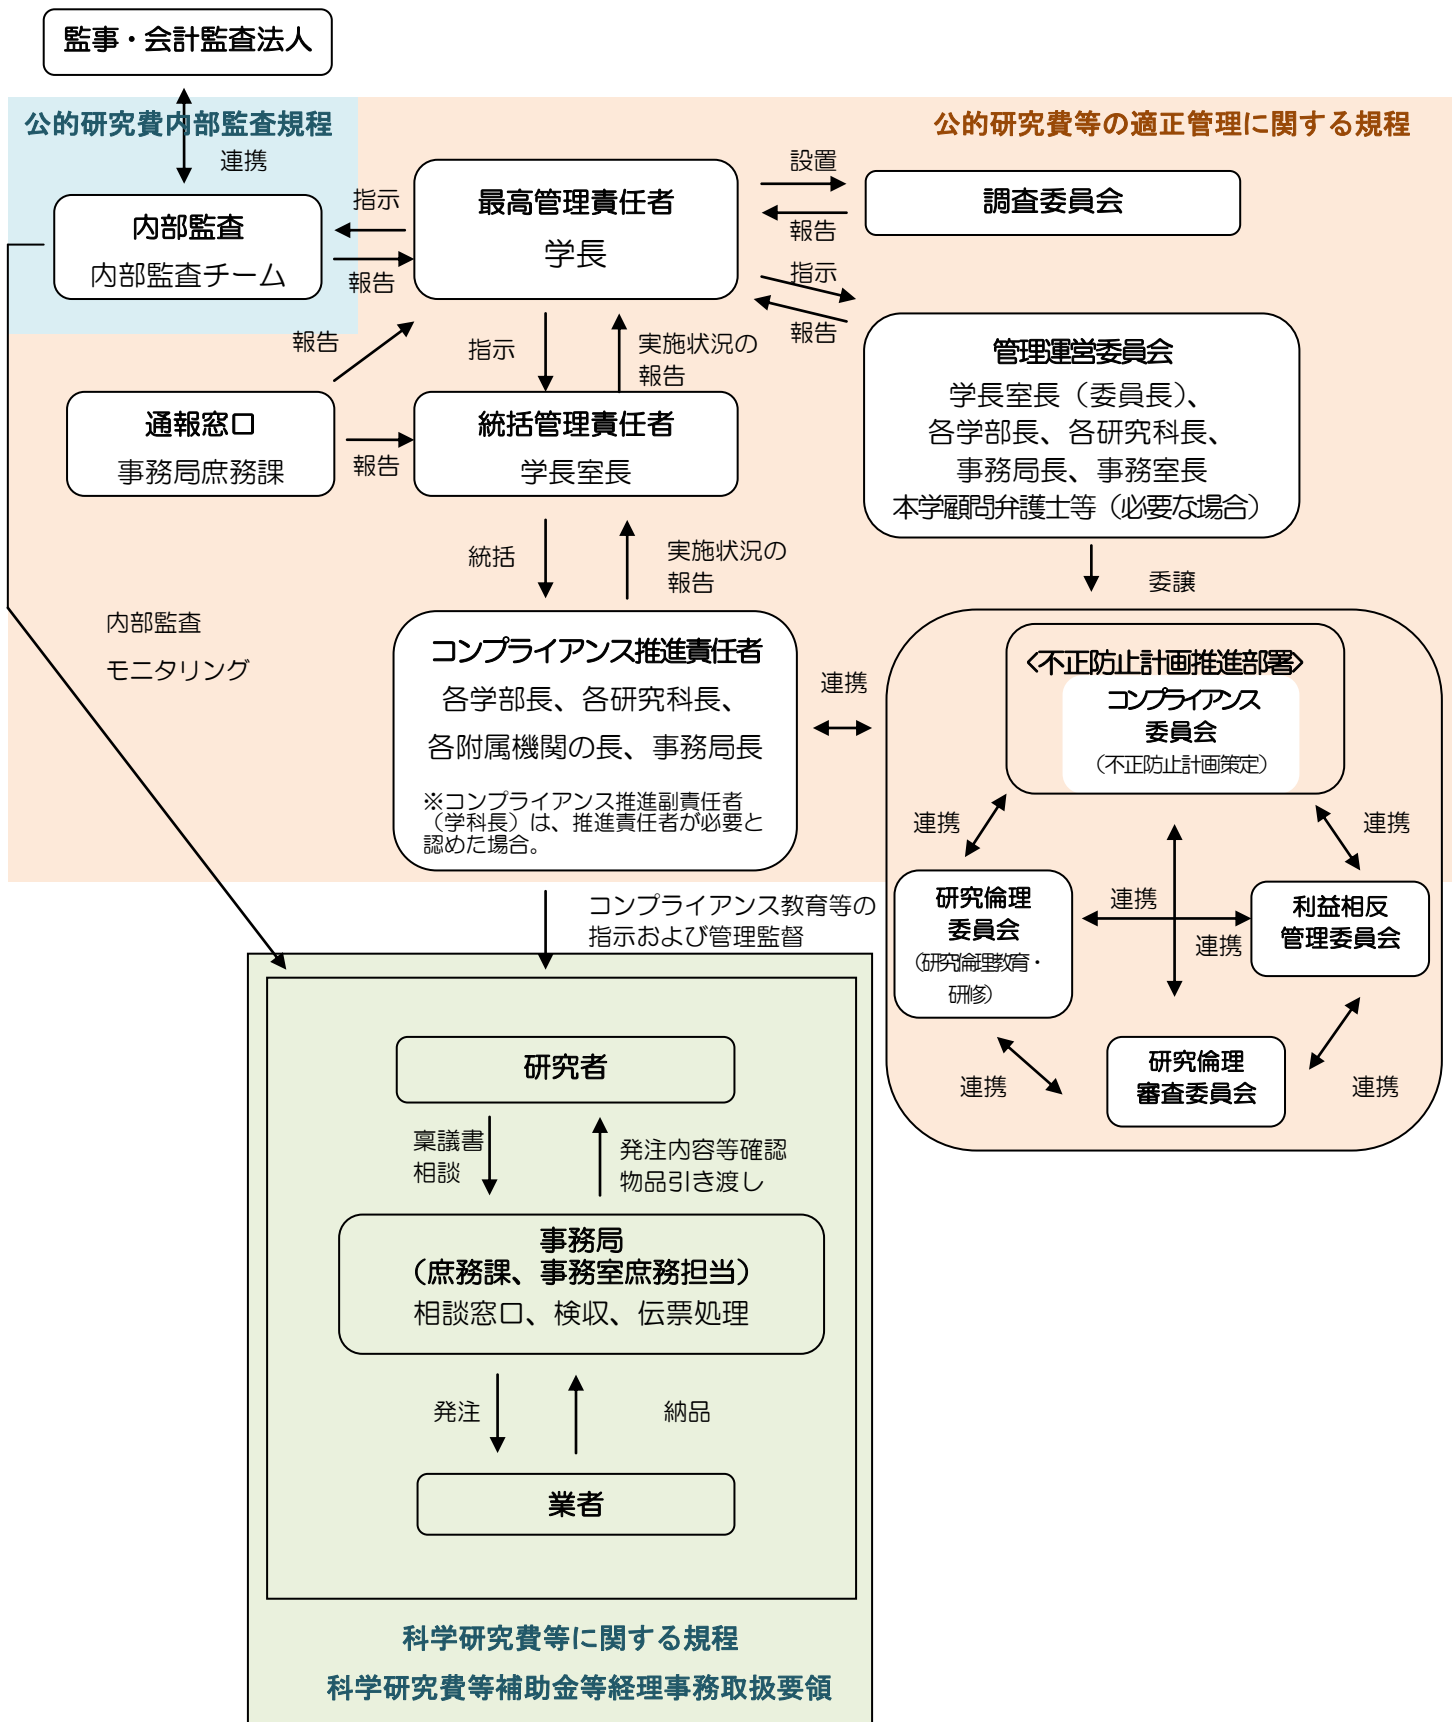 監事・会計監査法人
公的研究費内部監査規程
公的研究費等の適正管理に関する規程
連携
内部監査
内部監査チーム
指示
報告
最高管理責任者
学長
設置
報告
調査委員会
指示
報告
報告
指示
実施状況の
報告
管理運営委員会
学長室長（委員長）、
各学部長、各研究科長、
事務局長、事務室長
本学顧問弁護士等（必要な場合）
通報窓口
事務局庶務課
報告
統括管理責任者
学長室長
統括
実施状況の
報告
委譲
内部監査
モニタリング
コンプライアンス推進責任者
各学部長、各研究科長、
各附属機関の長、事務局長
※コンプライアンス推進副責任者
（学科長）は、推進責任者が必要と
認めた場合。
連携
<不正防止計画推進部署>
コンプライアンス
委員会
（不正防止計画策定）
連携
連携
研究倫理
委員会
（研究倫理教育・
研修）
連携
連携
利益相反
管理委員会
連携
研究倫理
審査委員会
連携
コンプライアンス教育等の
指示および管理監督
研究者
稟議書
相談
発注内容等確認
物品引き渡し
事務局
（庶務課、事務室庶務担当）
相談窓口、検収、伝票処理
発注
納品
業者
科学研究費等に関する規程
科学研究費等補助金等経理事務取扱要領